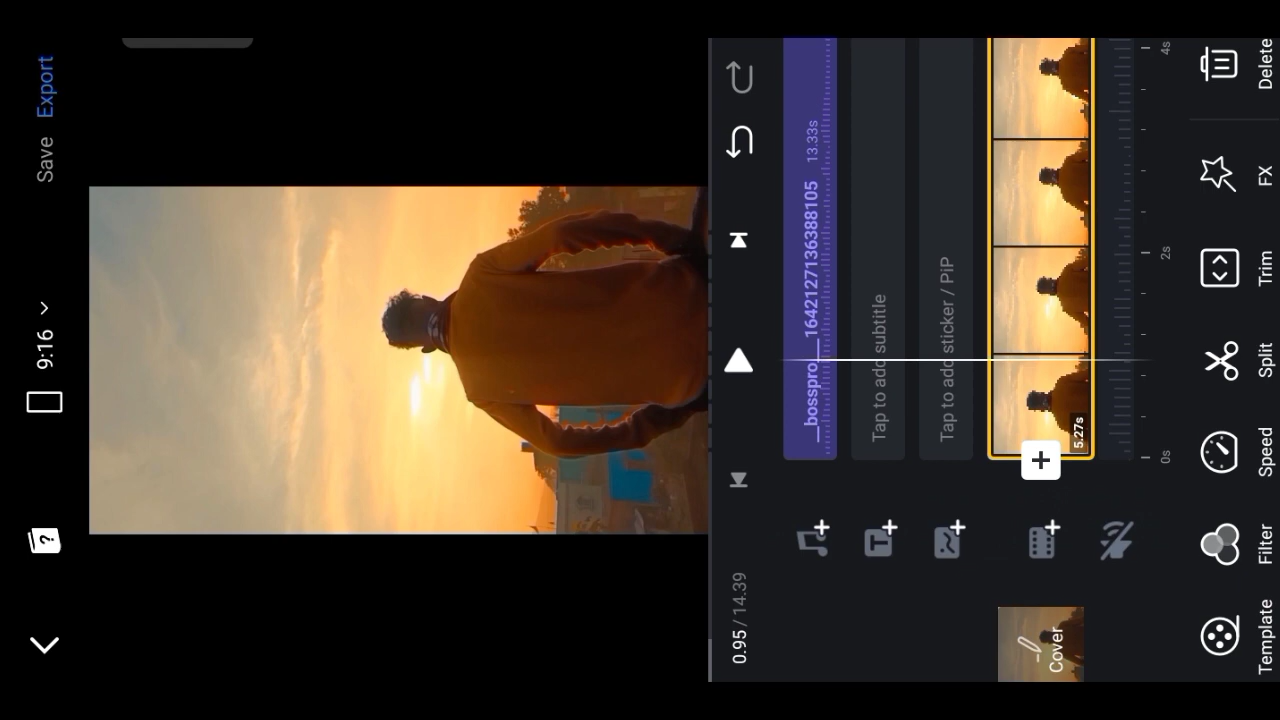 9:16
Save
Export
0.95 / 14.39
__bosspro___1642127136388105 13.33s
Tap to add subtitle
Tap to add sticker / PiP
Cover
5.27s
0s
2s
4s
Template
Filter
Speed
Split
Trim
FX
Delete